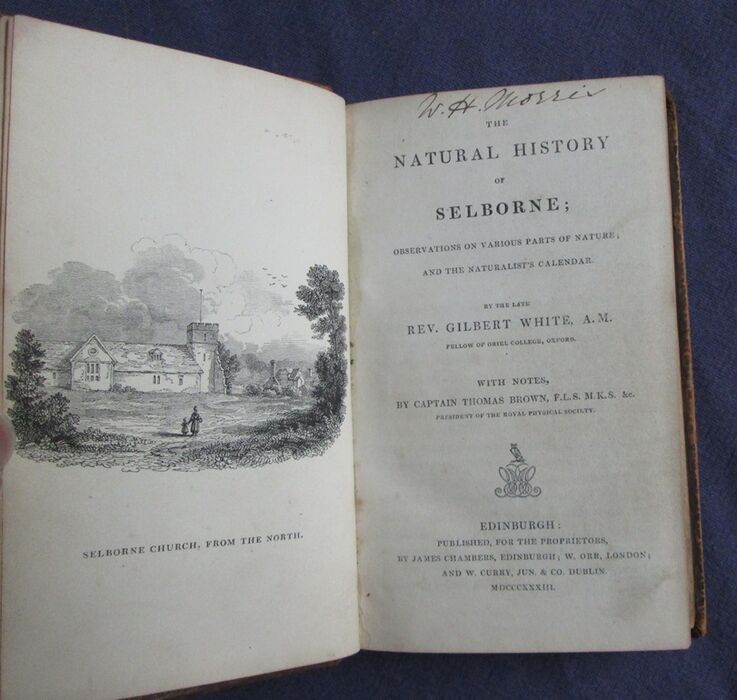 SELBORNE CHURCH, FROM THE NORTH.
W. H. Morris
THE
NATURAL HISTORY
OF
SELBORNE;
OBSERVATIONS ON VARIOUS PARTS OF NATURE;
AND THE NATURALIST'S CALENDAR.
BY THE LATE
REV. GILBERT WHITE, A.M.
FELLOW OF ORIEL COLLEGE, OXFORD.
WITH NOTES,
BY CAPTAIN THOMAS BROWN, F.L.S. M.K.S. &c.
PRESIDENT OF THE ROYAL PHYSICAL SOCIETY.
EDINBURGH:
PUBLISHED, FOR THE PROPRIETORS,
BY JAMES CHAMBERS, EDINBURGH; W. ORR, LONDON;
AND W. CURRY, JUN. & CO. DUBLIN.
MDCCCXXXIII.